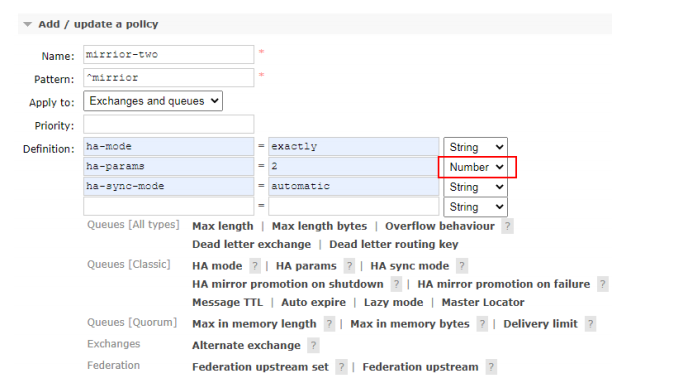 Add / update a policy
Name: mirrior-two *
Pattern: ^mirrior *
Apply to: Exchanges and queues
Priority:
Definition: ha-mode = exactly String
ha-params = 2 Number
ha-sync-mode = automatic String
= String
Queues [All types] Max length | Max length bytes | Overflow behaviour ?
Dead letter exchange | Dead letter routing key
Queues [Classic] HA mode ? | HA params ? | HA sync mode ?
HA mirror promotion on shutdown ? | HA mirror promotion on failure ?
Message TTL | Auto expire | Lazy mode | Master Locator
Queues [Quorum] Max in memory length ? | Max in memory bytes ? | Delivery limit ?
Exchanges Alternate exchange ?
Federation Federation upstream set ? | Federation upstream ?